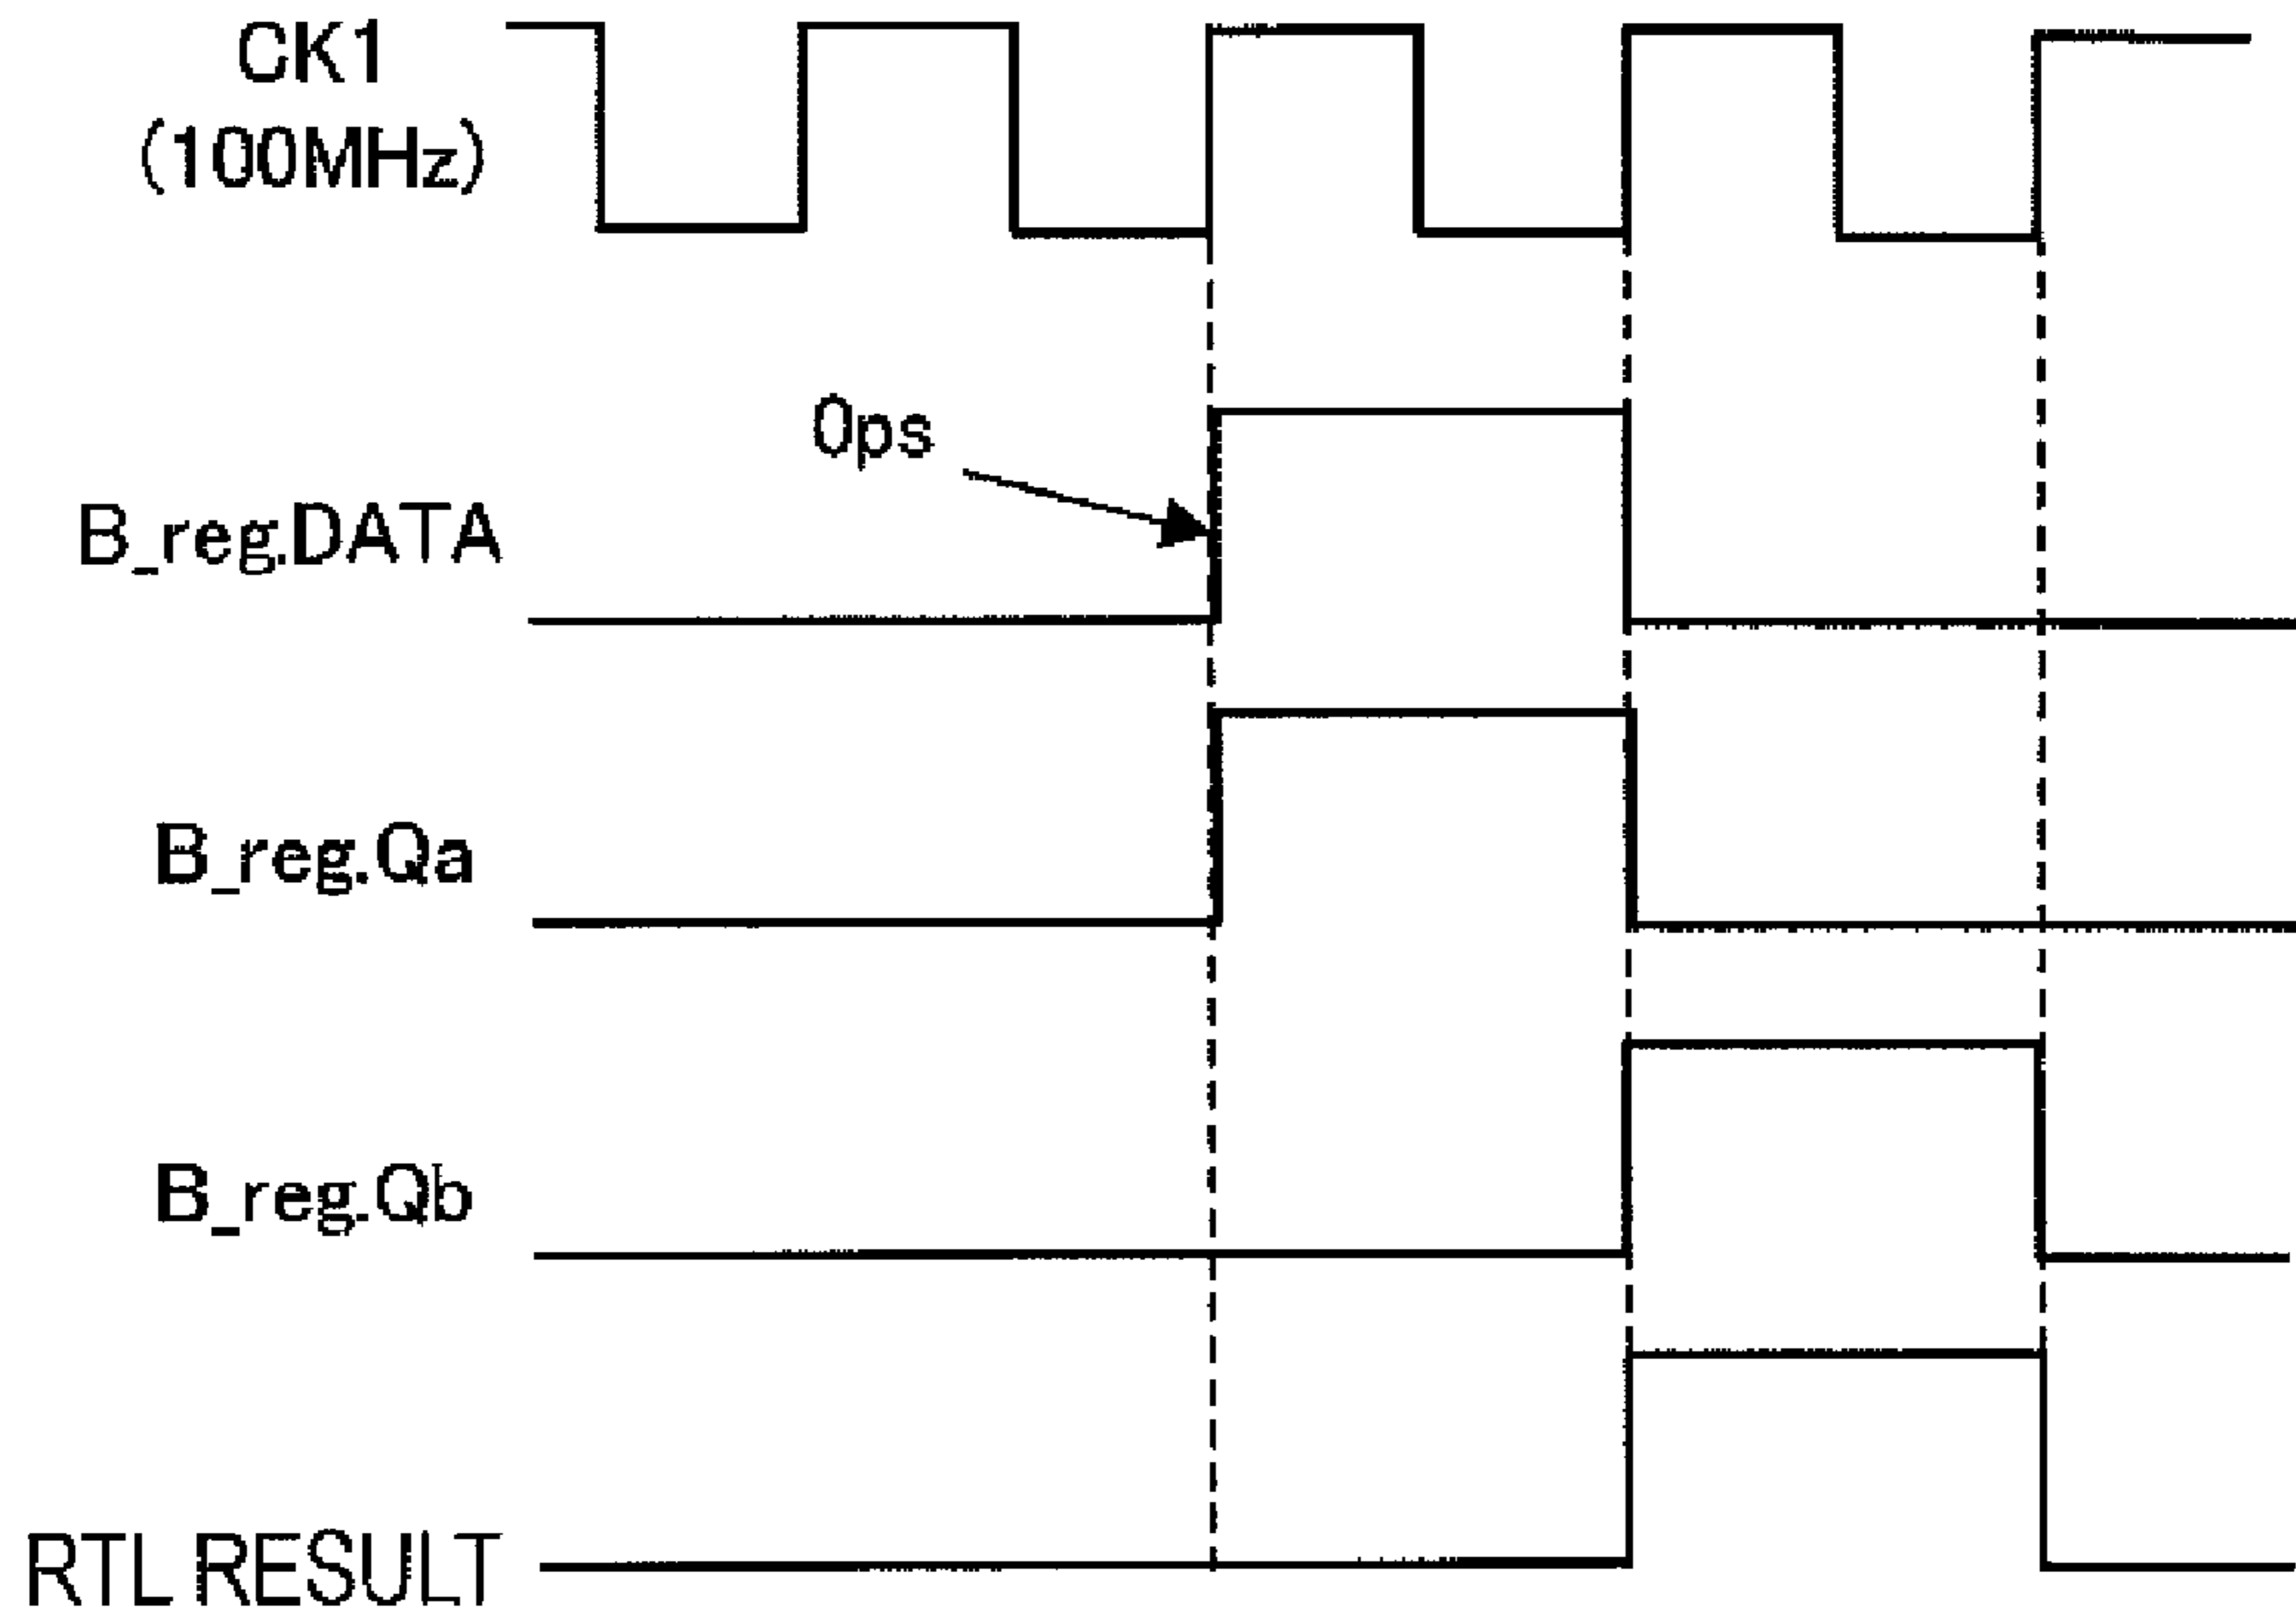 CK1
(100MHz)
0ps
B_reg.DATA
B_reg.Qa
B_reg.Qb
RTL RESULT